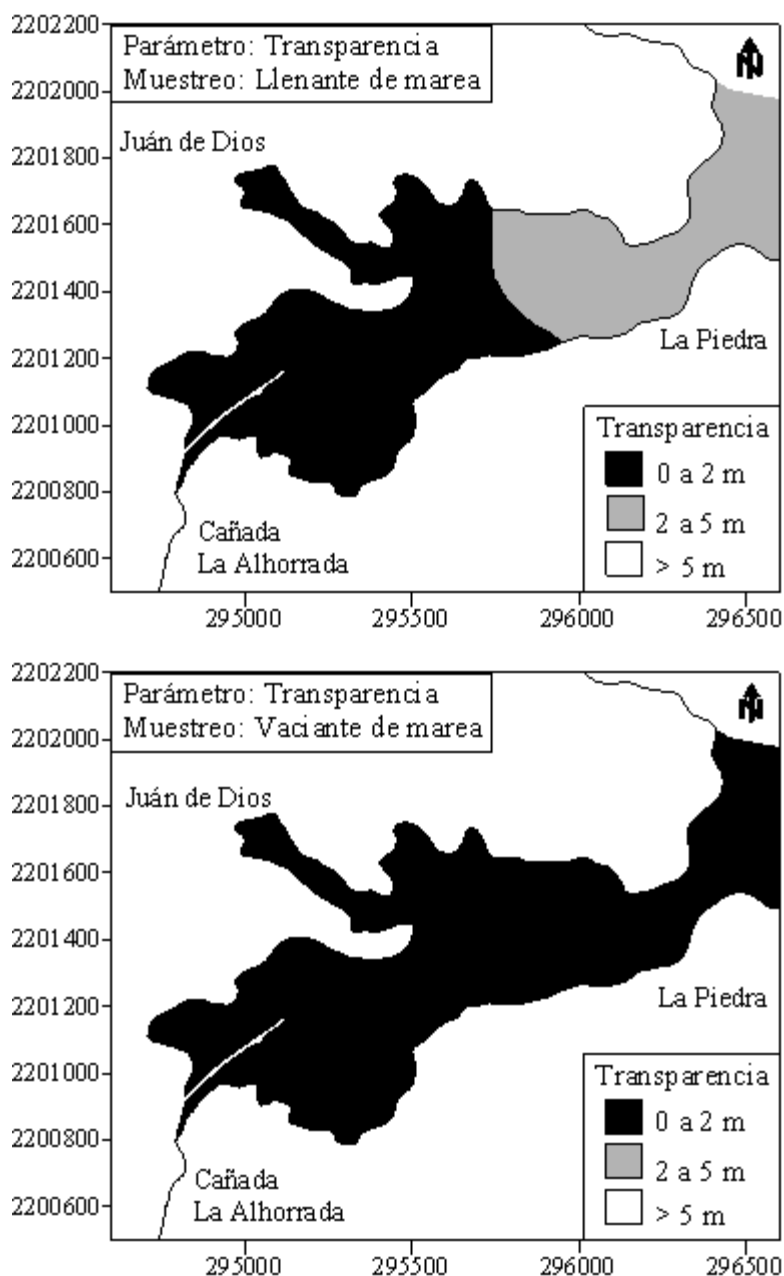 2202200
Parámetro: Transparencia
Muestreo: Llenante de marea
N
2202000
Juán de Dios
2201800
2201600
2201400
La Piedra
2201200
Transparencia
2201000
0 a 2 m
2200800
2 a 5 m
Cañada
La Alhorrada
2200600
> 5 m
295000
295500
296000
296500
2202200
Parámetro: Transparencia
Muestreo: Vaciante de marea
N
2202000
Juán de Dios
2201800
2201600
2201400
La Piedra
2201200
Transparencia
2201000
0 a 2 m
2200800
2 a 5 m
Cañada
La Alhorrada
2200600
> 5 m
295000
295500
296000
296500